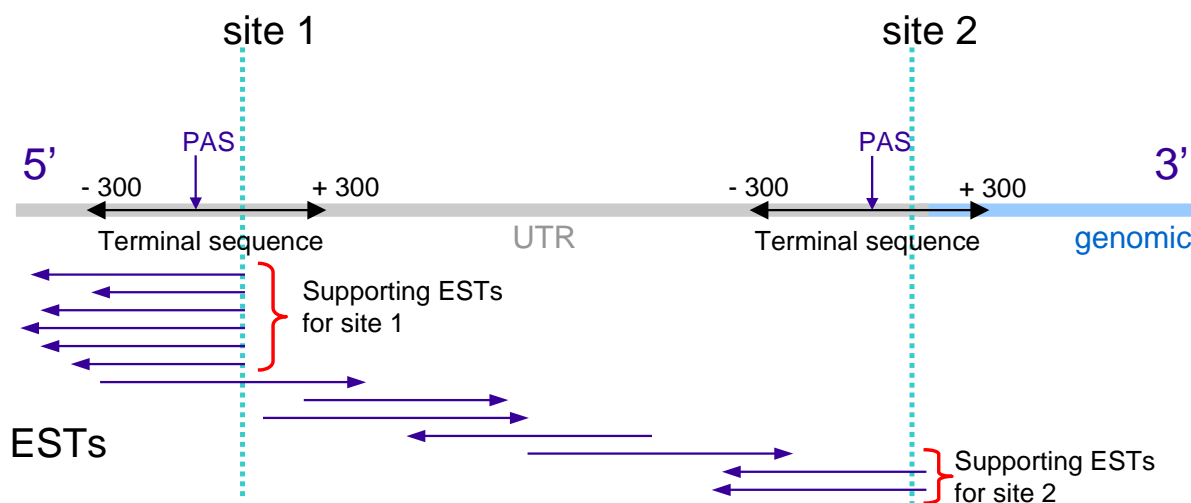 site 1
site 2
PAS
PAS
5’
3’
- 300
+ 300
- 300
+ 300
Terminal sequence
UTR
Terminal sequence
genomic
Supporting ESTs
for site 1
ESTs
Supporting ESTs
for site 2